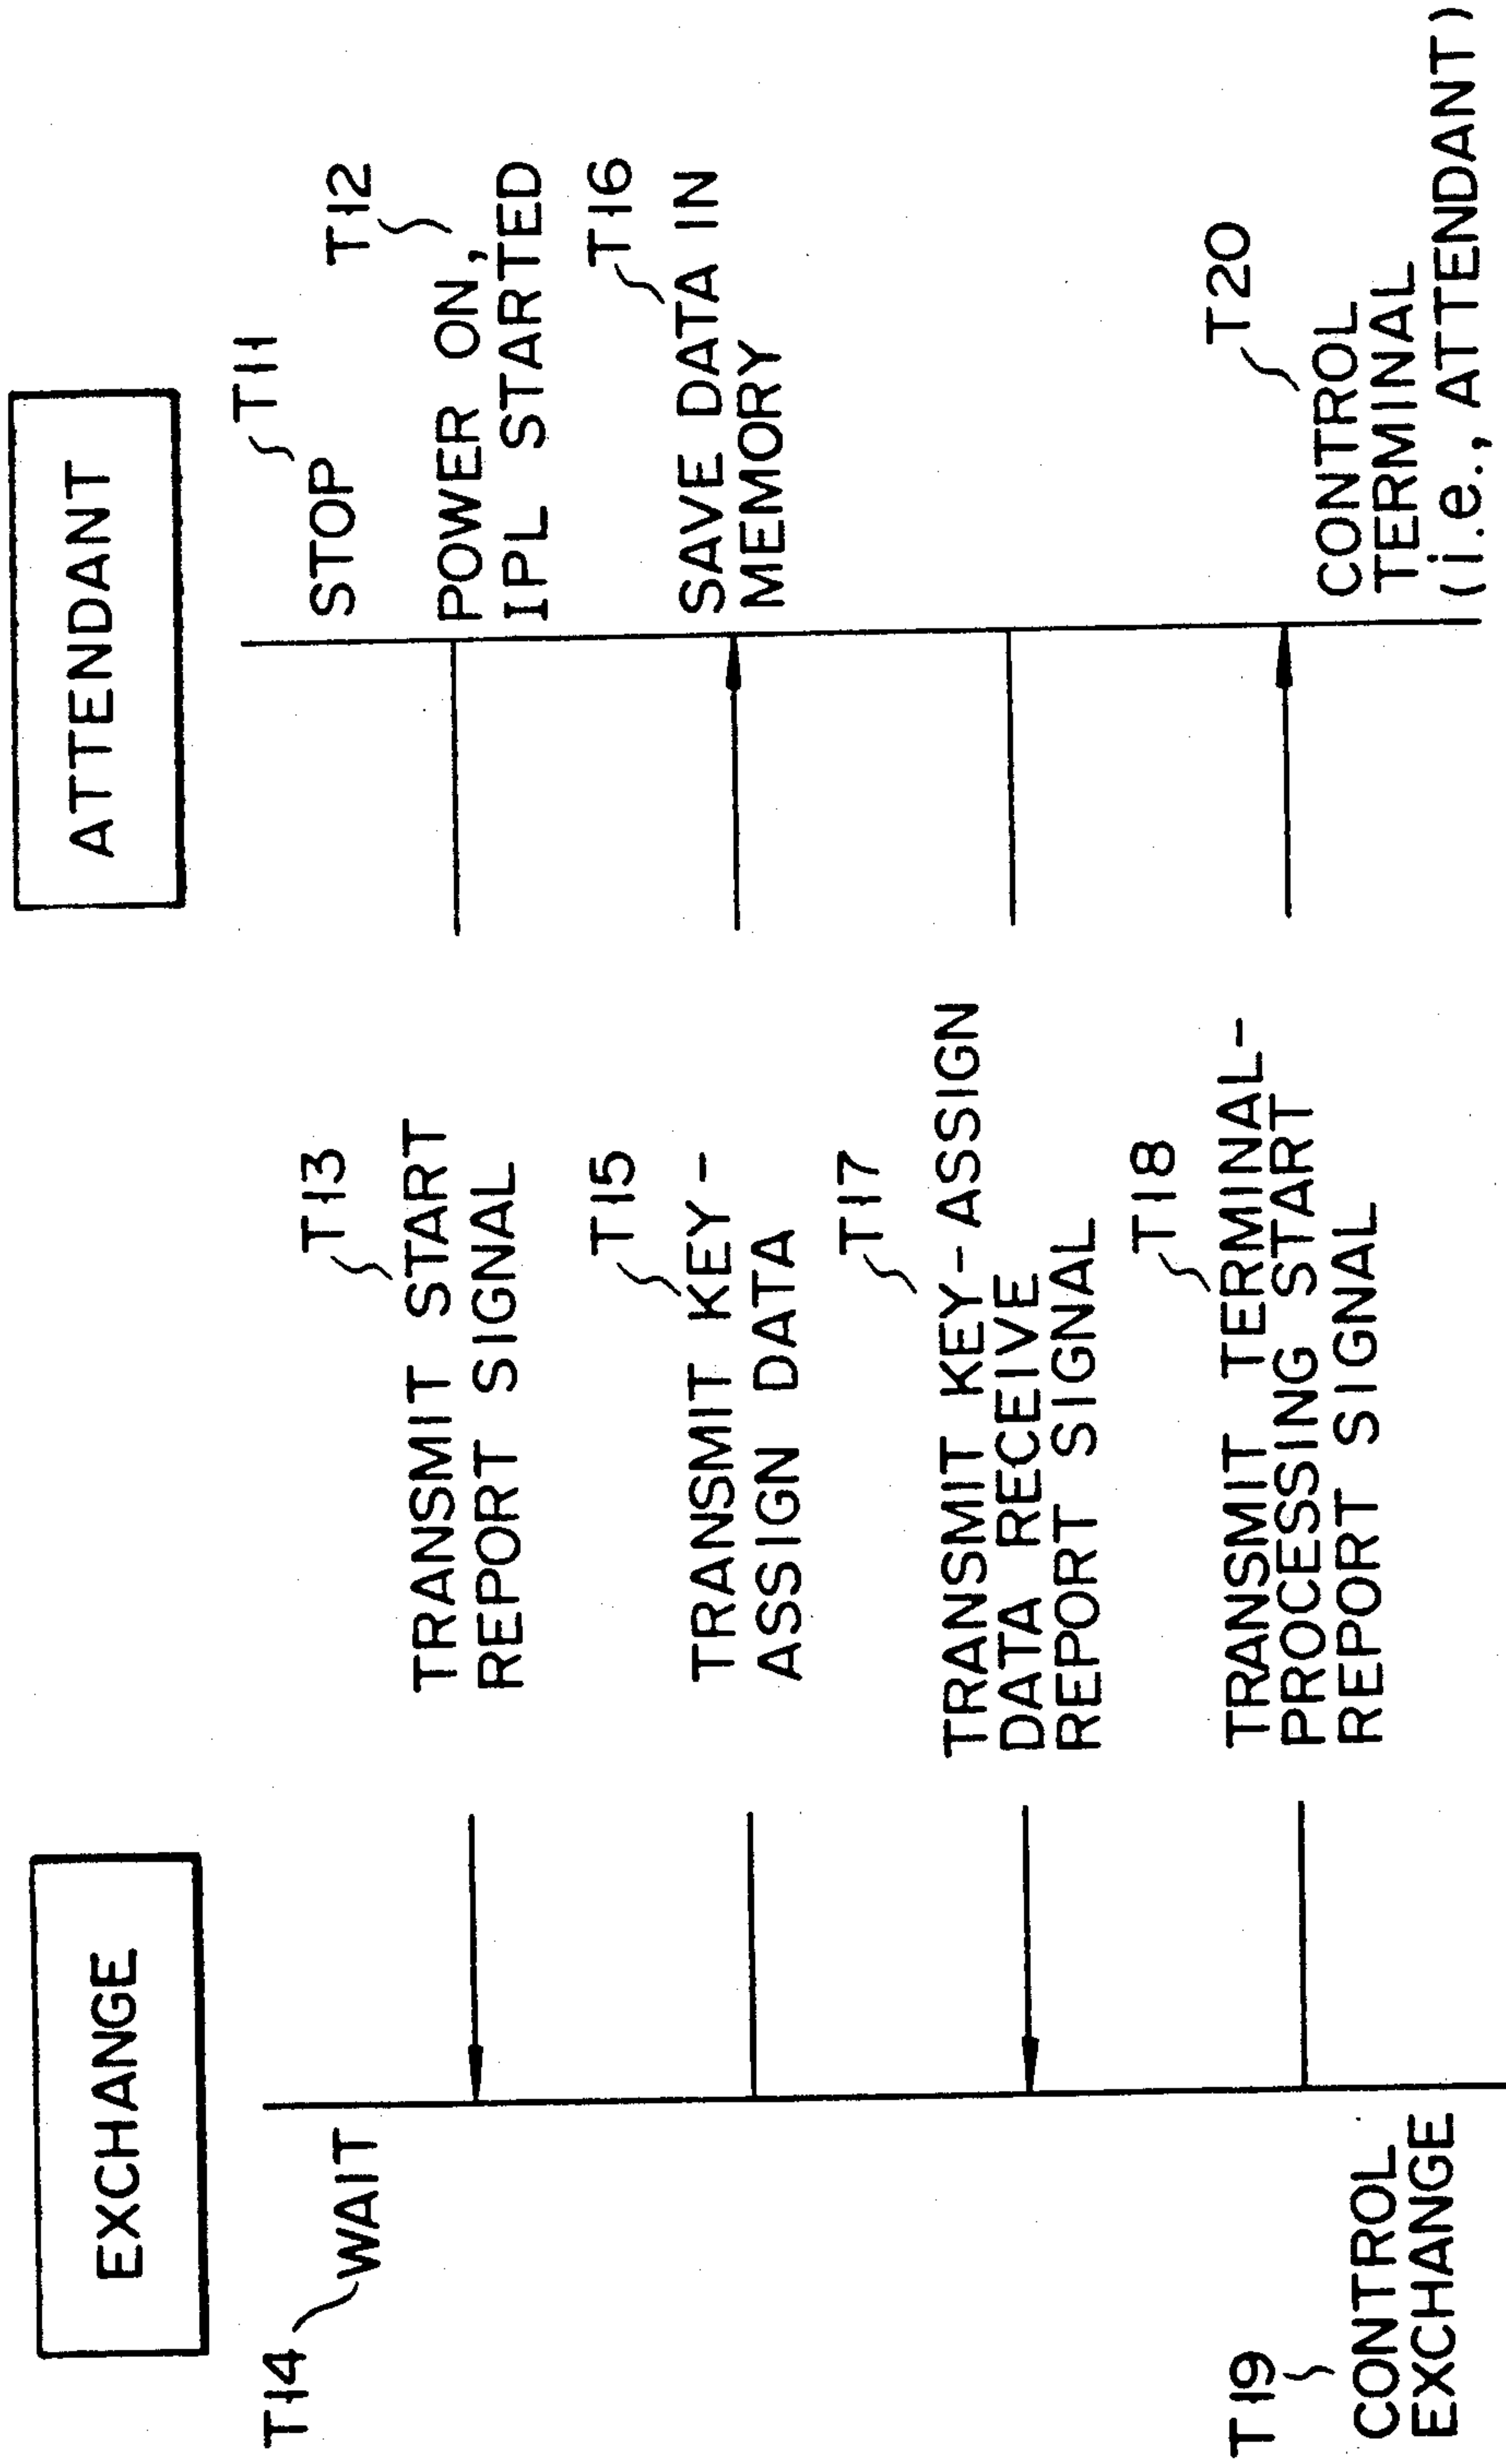 EXCHANGE
ATTENDANT
T14
WAIT
T13
TRANSMIT START
REPORT SIGNAL
T11
STOP
T12
POWER ON,
IPL STARTED
T15
TRANSMIT KEY-
ASSIGN DATA
T16
SAVE DATA IN
MEMORY
T17
TRANSMIT KEY-ASSIGN
DATA RECEIVE
REPORT SIGNAL
T18
TRANSMIT TERMINAL-
PROCESSING START
REPORT SIGNAL
T19
CONTROL
EXCHANGE
T20
CONTROL
TERMINAL
(i.e., ATTENDANT)